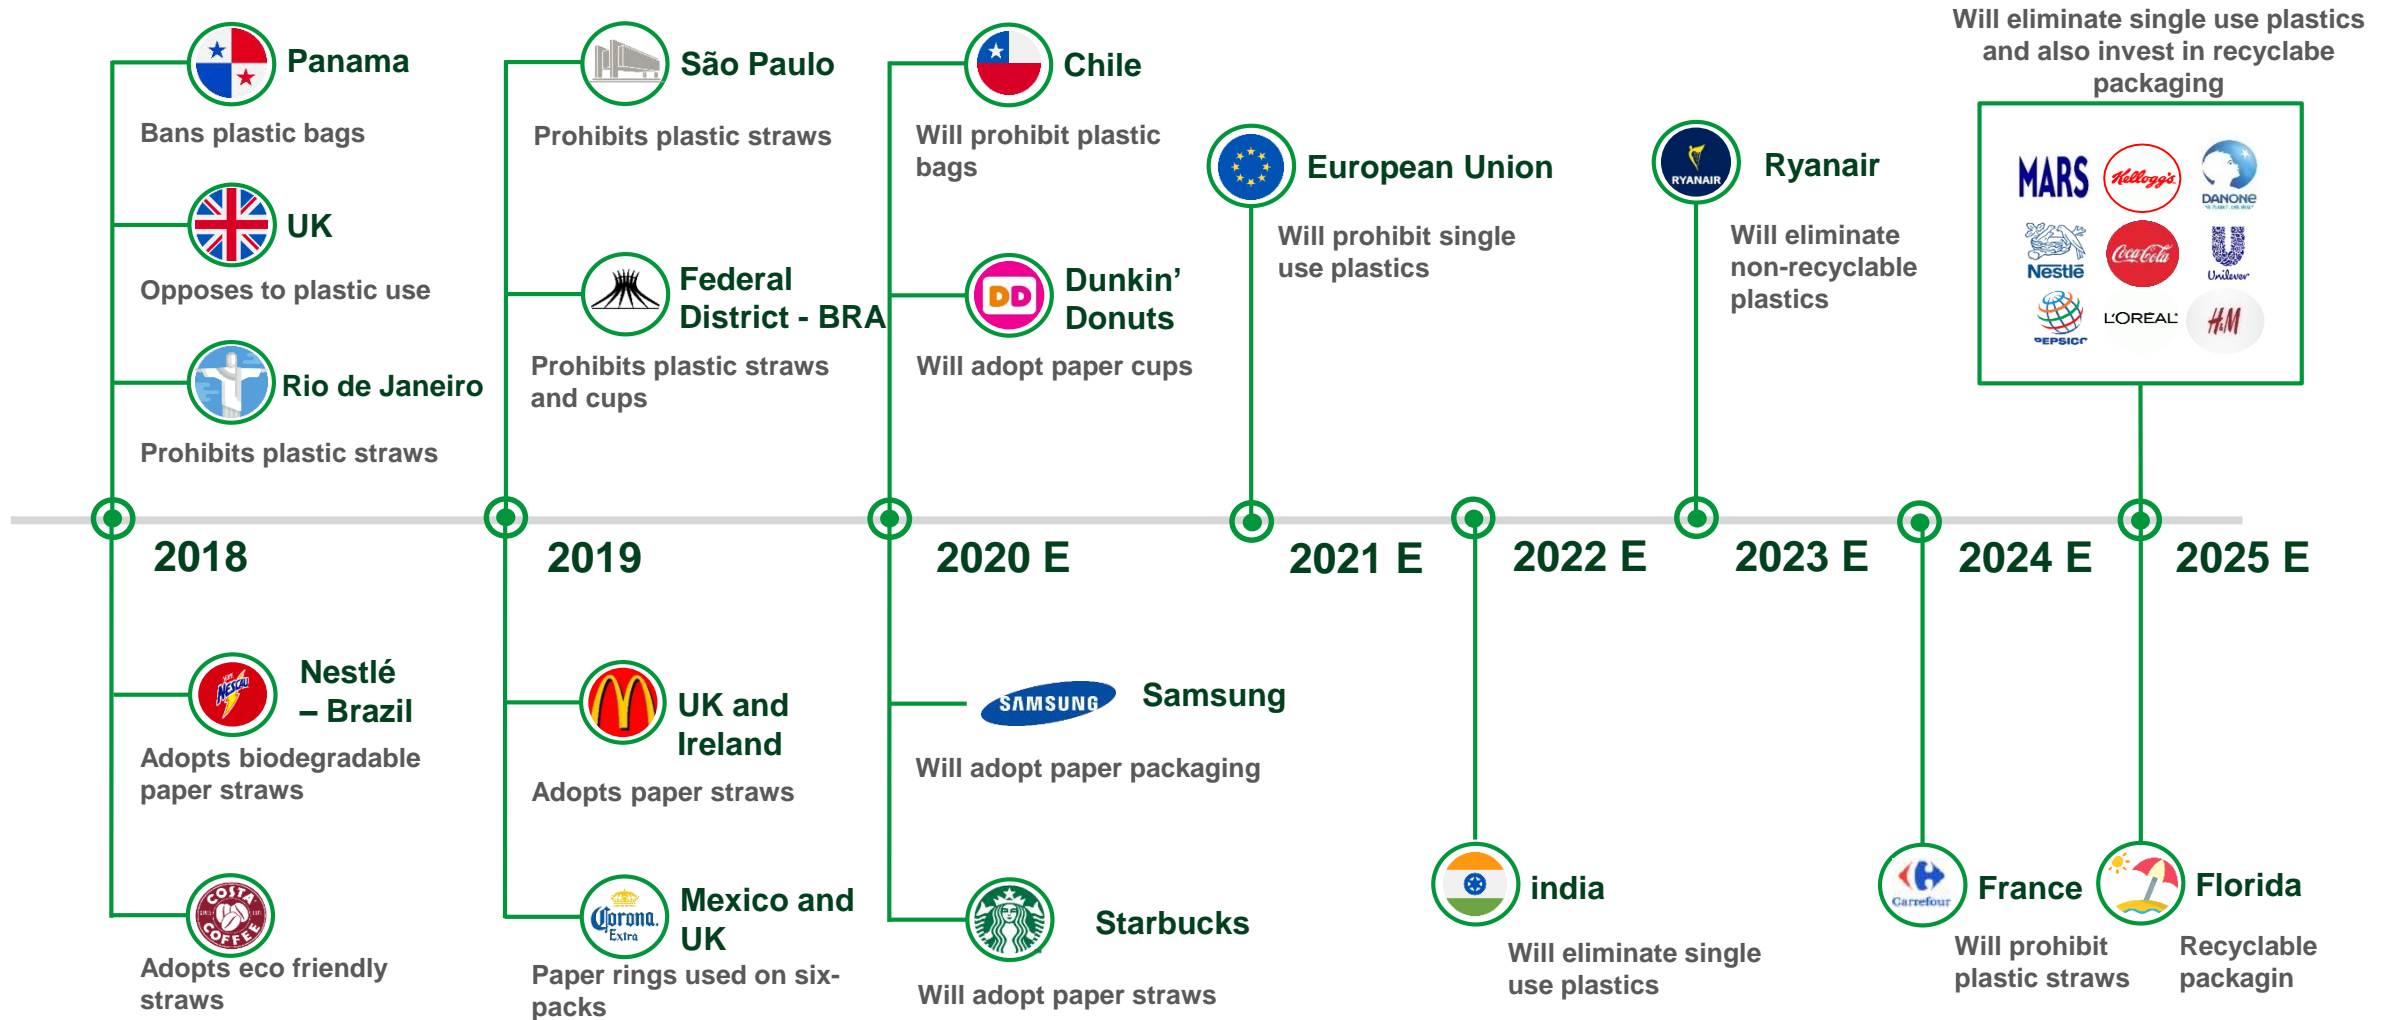 Panama
Bans plastic bags
UK
Opposes to plastic use
Rio de Janeiro
Prohibits plastic straws
São Paulo
Prohibits plastic straws
Federal
District - BRA
Prohibits plastic straws
and cups
Chile
Will prohibit plastic
bags
DD
Dunkin’
Donuts
Will adopt paper cups
European Union
Will prohibit single
use plastics
RYANAIR
Ryanair
Will eliminate
non-recyclable
plastics
Will eliminate single use plastics
and also invest in recyclabe
packaging
MARS
Kellogg's
DANONE
Nestlé
Coca Cola
Unilever
PEPSICO
L'ORÉAL
H&M
2018
2019
2020 E
2021 E
2022 E
2023 E
2024 E
2025 E
NESCAU
Nestlé
– Brazil
Adopts biodegradable
paper straws
COSTA
COFFEE
Adopts eco friendly
straws
UK and
Ireland
Adopts paper straws
Corona.
Extra
Mexico and
UK
Paper rings used on six-
packs
SAMSUNG
Samsung
Will adopt paper packaging
Starbucks
Will adopt paper straws
india
Will eliminate single
use plastics
Carrefour
France
Will prohibit
plastic straws
Florida
Recyclable
packagin